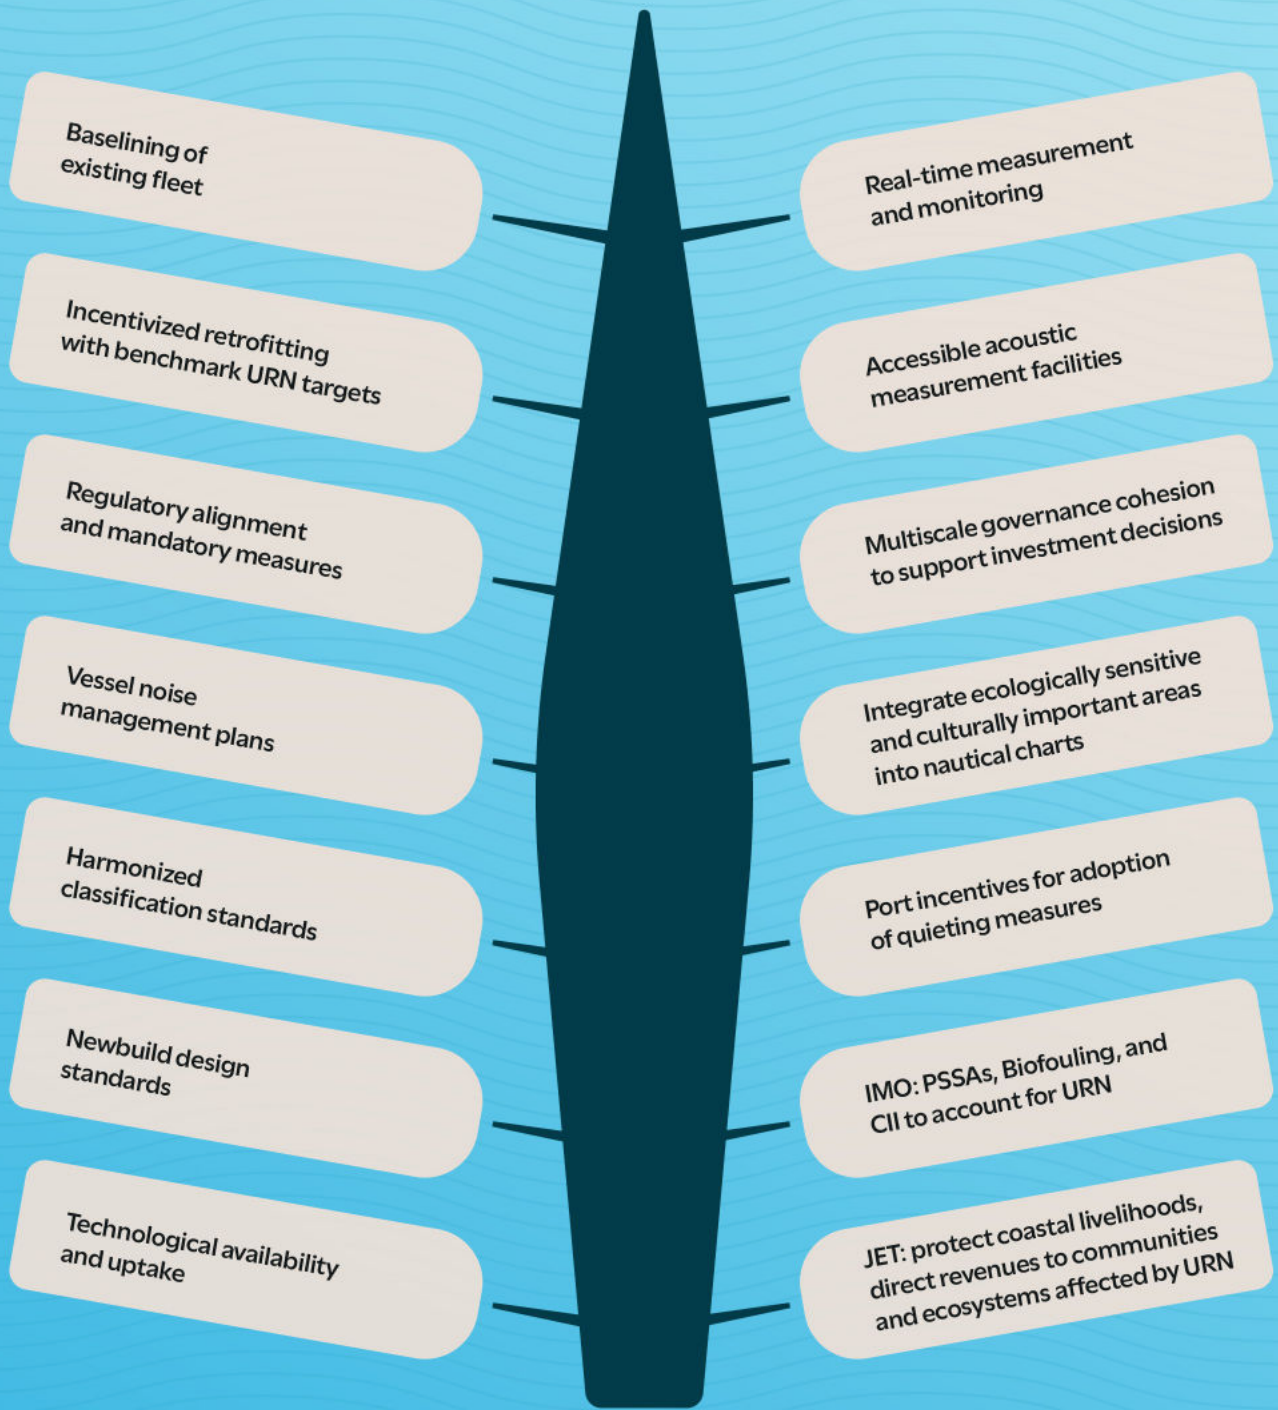 Baselining of
existing fleet
Incentivized retrofitting
with benchmark URN targets
Regulatory alignment
and mandatory measures
Vessel noise
management plans
Harmonized
classification standards
Newbuild design
standards
Technological availability
and uptake
Real-time measurement
and monitoring
Accessible acoustic
measurement facilities
Multiscale governance cohesion
to support investment decisions
Integrate ecologically sensitive
and culturally important areas
into nautical charts
Port incentives for adoption
of quieting measures
IMO: PSSAs, Biofouling, and
CII to account for URN
JET: protect coastal livelihoods,
direct revenues to communities
and ecosystems affected by URN